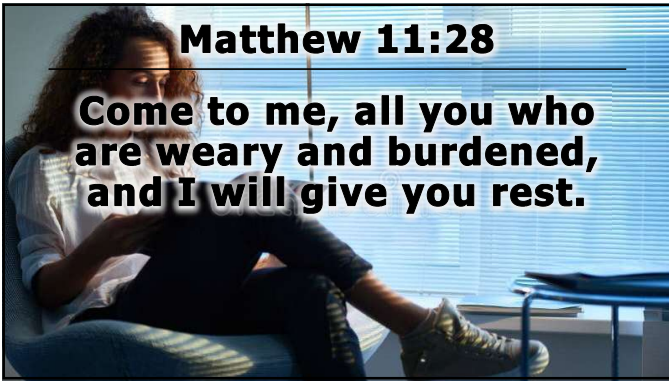 Matthew 11:28
Come to me, all you who
are weary and burdened,
and I will give you rest.